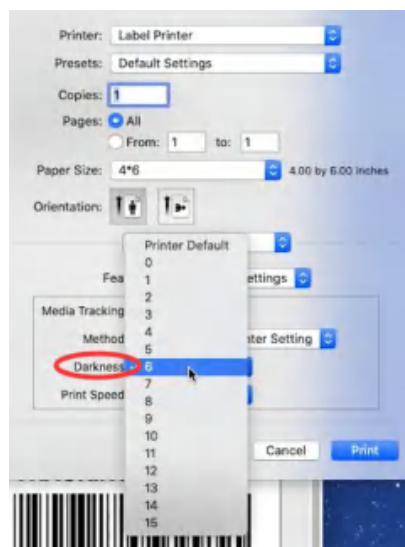 Printer: Label Printer
Presets: Default Settings
Copies: 1
Pages: All
From: 1 to: 1
Paper Size: 4*6 4.00 by 6.00 inches
Orientation:
Printer Default
0
Fea ettings
1
2
Media Tracking
3
4
Method nter Setting
5
Darkness 6
7
Print Speed
8
9
10
11 Cancel Print
12
13
14
15